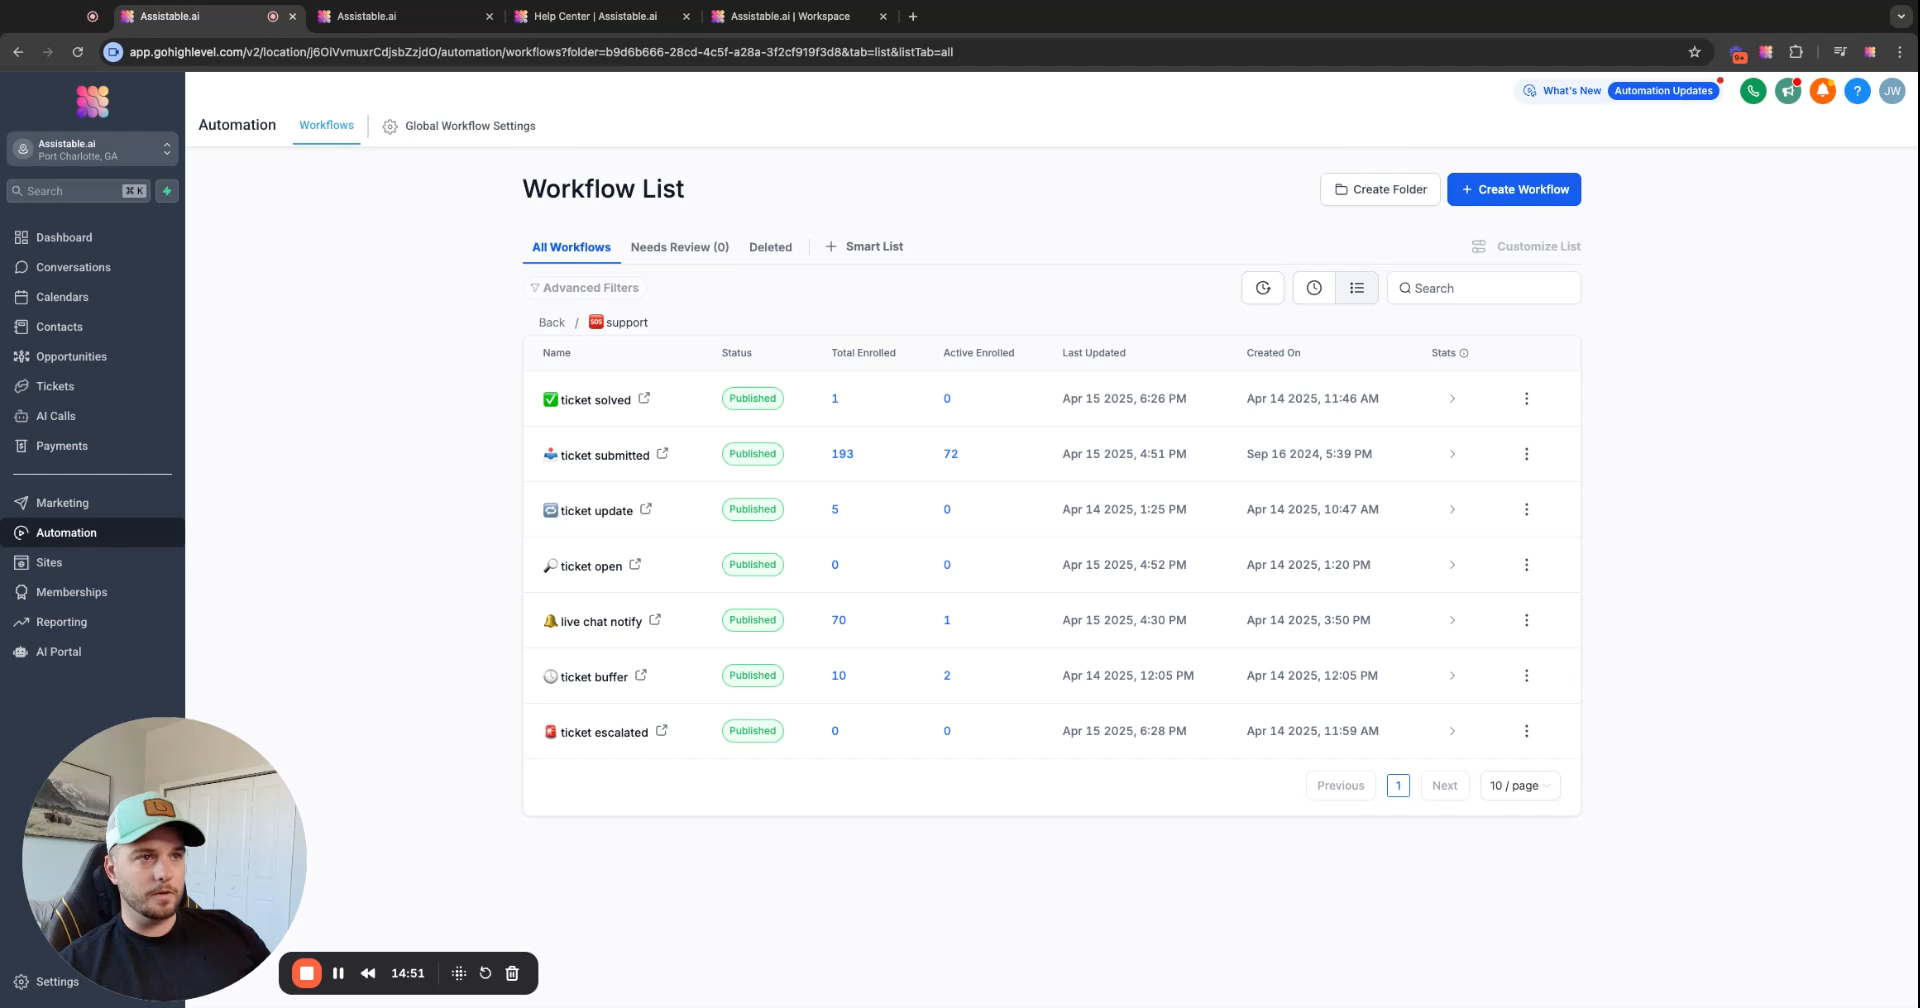 Assistable.ai
Assistable.ai
Help Center | Assistable.ai
Assistable.ai | Workspace
app.gohighlevel.com/v2/location/j6OiVvmuxrCdjsbZzjdO/automation/workflows?folder=b9d6b666-28cd-4c5f-a28a-3f2cf919f3d8&tab=list&listTab=all
9+
What's New
Automation Updates
JW
Assistable.ai
Port Charlotte, GA
Search
⌘ K
Dashboard
Conversations
Calendars
Contacts
Opportunities
Tickets
AI Calls
Payments
Marketing
Automation
Sites
Memberships
Reporting
AI Portal
Settings
Automation
Workflows
Global Workflow Settings
Workflow List
Create Folder
+ Create Workflow
All Workflows
Needs Review (0)
Deleted
+ Smart List
Customize List
Advanced Filters
Search
Back / 🆘 support
Name Status Total Enrolled Active Enrolled Last Updated Created On Stats
✅ ticket solved Published 1 0 Apr 15 2025, 6:26 PM Apr 14 2025, 11:46 AM
📥 ticket submitted Published 193 72 Apr 15 2025, 4:51 PM Sep 16 2024, 5:39 PM
🔁 ticket update Published 5 0 Apr 14 2025, 1:25 PM Apr 14 2025, 10:47 AM
🔎 ticket open Published 0 0 Apr 15 2025, 4:52 PM Apr 14 2025, 1:20 PM
🔔 live chat notify Published 70 1 Apr 15 2025, 4:30 PM Apr 14 2025, 3:50 PM
🕓 ticket buffer Published 10 2 Apr 14 2025, 12:05 PM Apr 14 2025, 12:05 PM
🚨 ticket escalated Published 0 0 Apr 15 2025, 6:28 PM Apr 14 2025, 11:59 AM
Previous 1 Next 10 / page
14:51